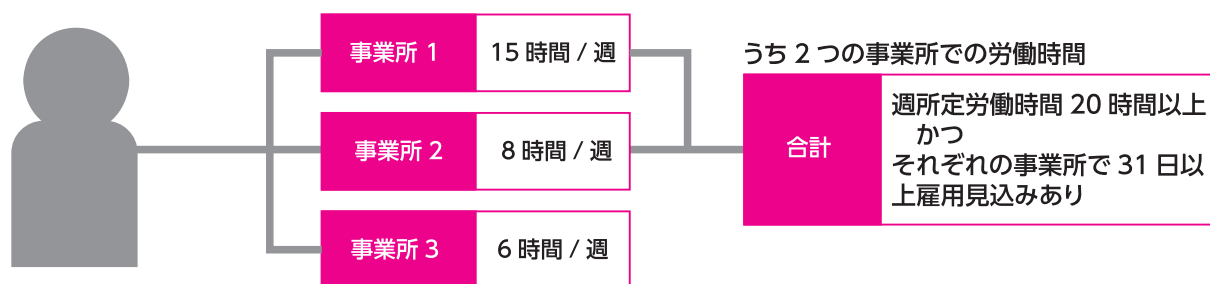 事業所 1
15 時間 / 週
事業所 2
8 時間 / 週
事業所 3
6 時間 / 週
うち 2 つの事業所での労働時間
合計
週所定労働時間 20 時間以上
かつ
それぞれの事業所で 31 日以
上雇用見込みあり